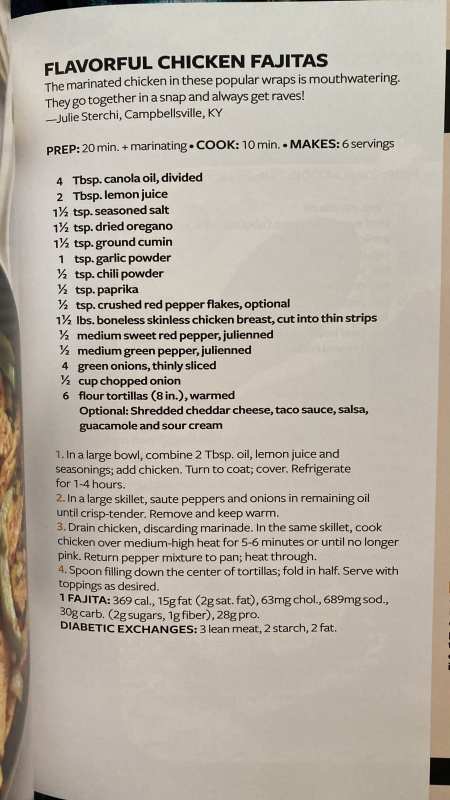 FLAVORFUL CHICKEN FAJITAS
The marinated chicken in these popular wraps is mouthwatering.
They go together in a snap and always get raves!
—Julie Sterchi, Campbellsville, KY
PREP: 20 min. + marinating • COOK: 10 min. • MAKES: 6 servings
4 Tbsp. canola oil, divided
2 Tbsp. lemon juice
1½ tsp. seasoned salt
1½ tsp. dried oregano
1½ tsp. ground cumin
1 tsp. garlic powder
½ tsp. chili powder
½ tsp. paprika
½ tsp. crushed red pepper flakes, optional
1½ lbs. boneless skinless chicken breast, cut into thin strips
½ medium sweet red pepper, julienned
½ medium green pepper, julienned
4 green onions, thinly sliced
½ cup chopped onion
6 flour tortillas (8 in.), warmed
Optional: Shredded cheddar cheese, taco sauce, salsa,
guacamole and sour cream
1. In a large bowl, combine 2 Tbsp. oil, lemon juice and
seasonings; add chicken. Turn to coat; cover. Refrigerate
for 1-4 hours.
2. In a large skillet, saute peppers and onions in remaining oil
until crisp-tender. Remove and keep warm.
3. Drain chicken, discarding marinade. In the same skillet, cook
chicken over medium-high heat for 5-6 minutes or until no longer
pink. Return pepper mixture to pan; heat through.
4. Spoon filling down the center of tortillas; fold in half. Serve with
toppings as desired.
1 FAJITA: 369 cal., 15g fat (2g sat. fat), 63mg chol., 689mg sod.,
30g carb. (2g sugars, 1g fiber), 28g pro.
DIABETIC EXCHANGES: 3 lean meat, 2 starch, 2 fat.